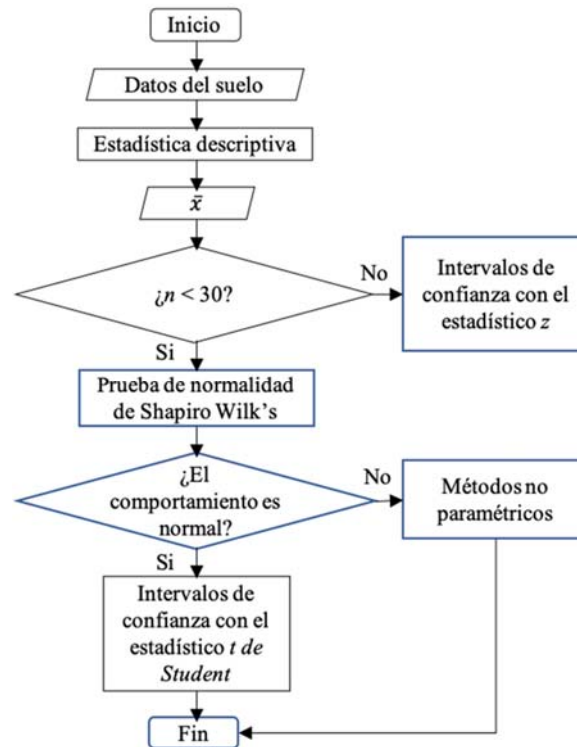 Inicio
Datos del suelo
Estadística descriptiva
x̄
¿n < 30?
No
Intervalos de
confianza con el
estadístico z
Si
Prueba de normalidad
de Shapiro Wilk's
¿El
comportamiento es
normal?
No
Métodos no
paramétricos
Si
Intervalos de
confianza con el
estadístico t de
Student
Fin